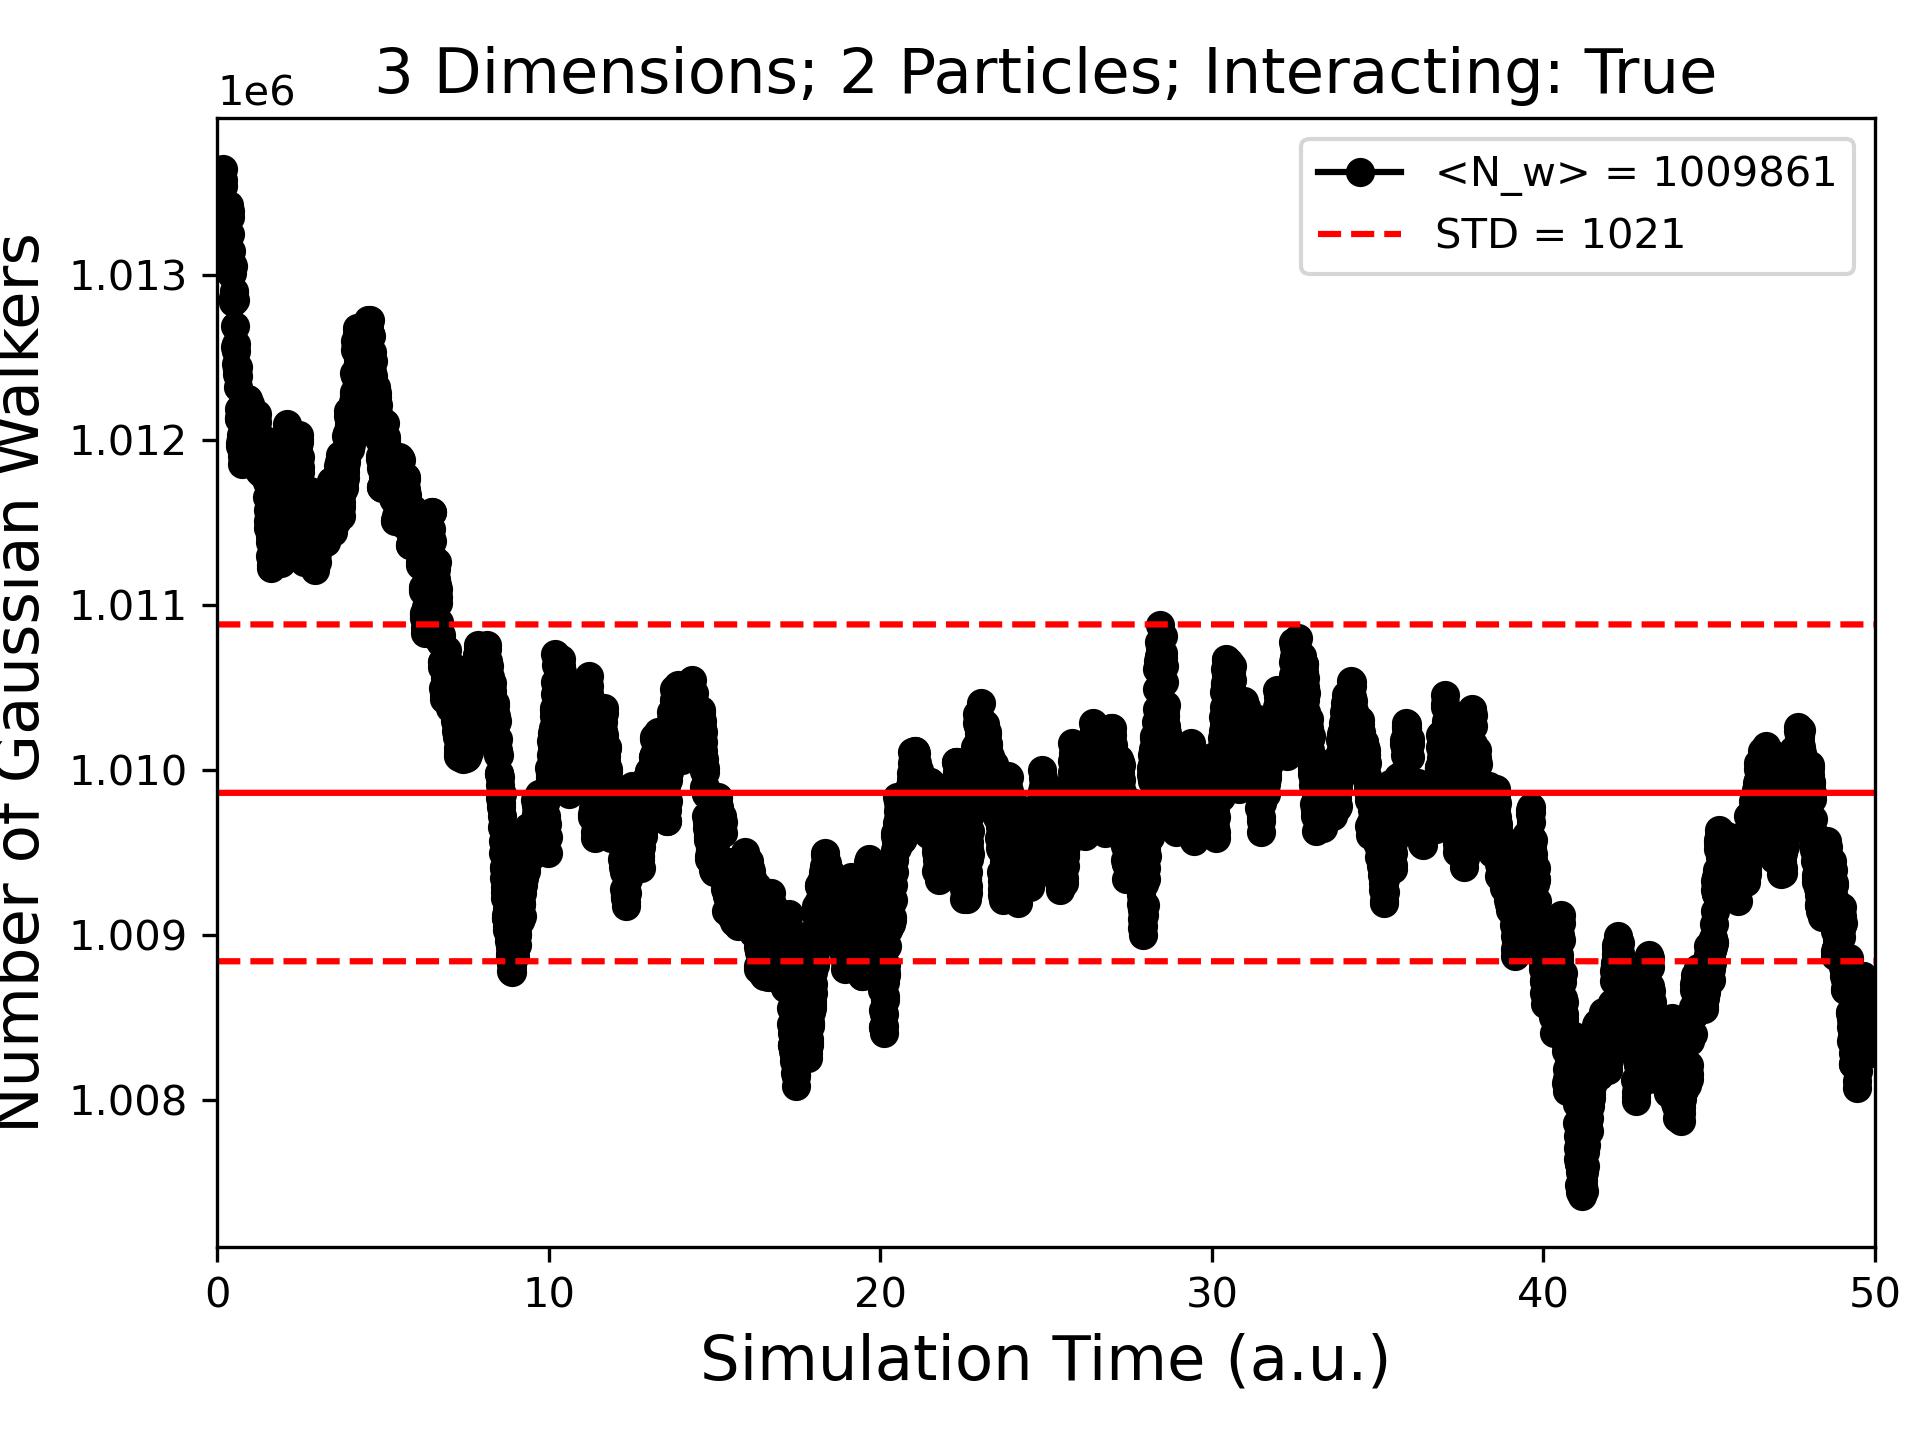 3 Dimensions; 2 Particles; Interacting: True
1e6
<N_w> = 1009861
STD = 1021
Number of Gaussian Walkers
1.013
1.012
1.011
1.010
1.009
1.008
0 10 20 30 40 50
Simulation Time (a.u.)